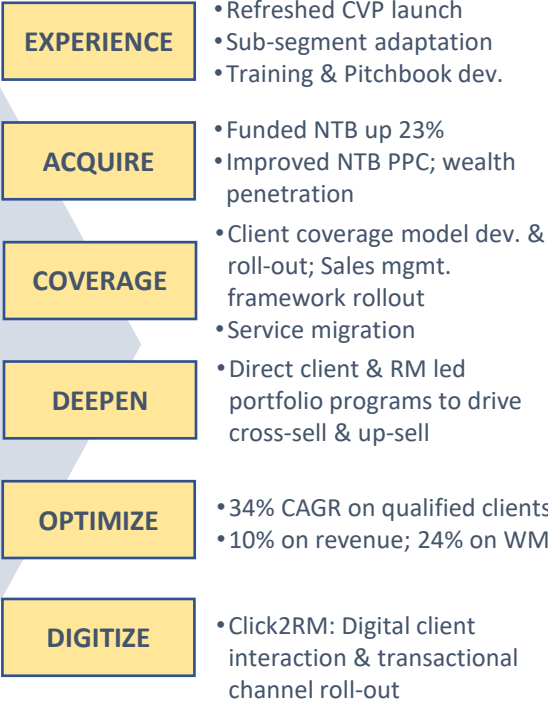 EXPERIENCE
• Refreshed CVP launch
• Sub-segment adaptation
• Training & Pitchbook dev.
ACQUIRE
• Funded NTB up 23%
• Improved NTB PPC; wealth
penetration
COVERAGE
• Client coverage model dev. &
roll-out; Sales mgmt.
framework rollout
• Service migration
DEEPEN
• Direct client & RM led
portfolio programs to drive
cross-sell & up-sell
OPTIMIZE
• 34% CAGR on qualified clients
• 10% on revenue; 24% on WM
DIGITIZE
• Click2RM: Digital client
interaction & transactional
channel roll-out